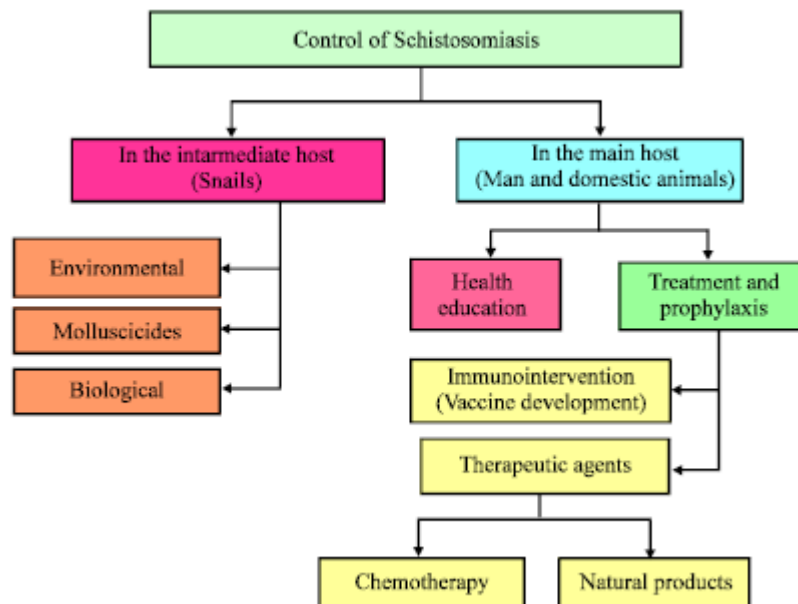 Control of Schistosomiasis
In the intarmediate host
(Snails)
In the main host
(Man and domestic animals)
Environmental
Molluscicides
Biological
Health
education
Treatment and
prophylaxis
Immunointervention
(Vaccine development)
Therapeutic agents
Chemotherapy
Natural products